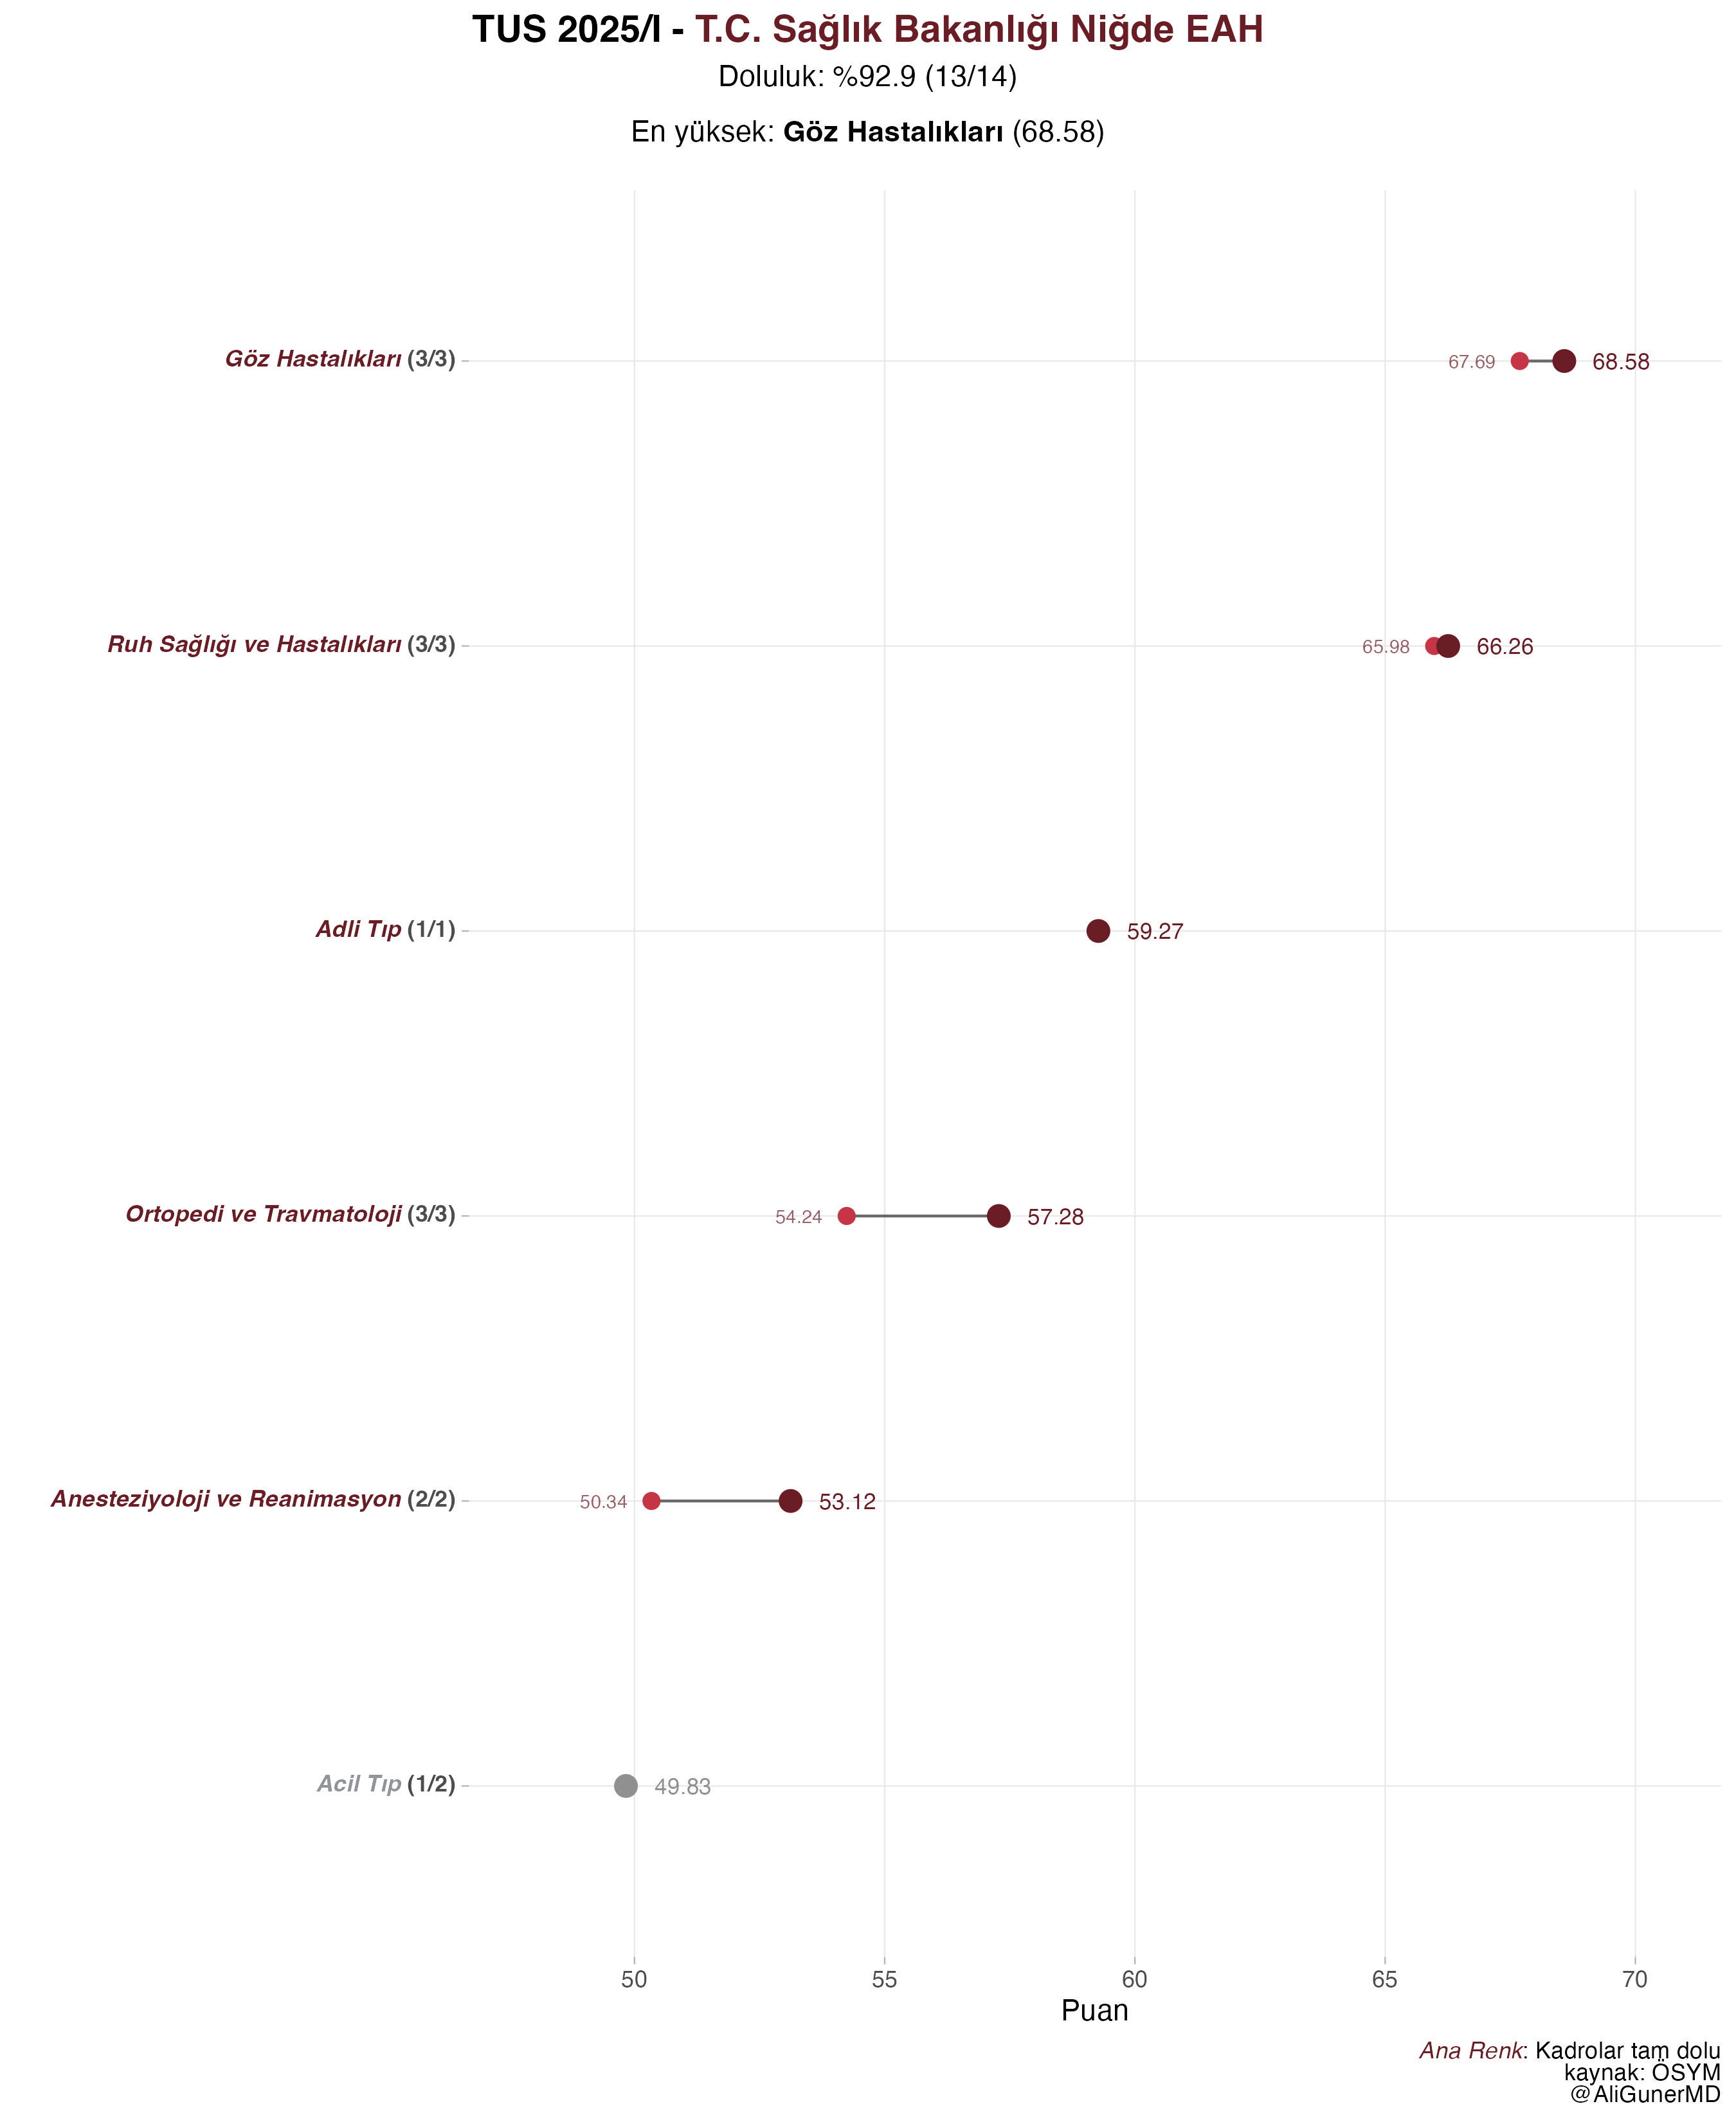 TUS 2025/I - T.C. Sağlık Bakanlığı Niğde EAH
Doluluk: %92.9 (13/14)
En yüksek: Göz Hastalıkları (68.58)
Göz Hastalıkları (3/3) 67.69 68.58
Ruh Sağlığı ve Hastalıkları (3/3) 65.98 66.26
Adli Tıp (1/1) 59.27
Ortopedi ve Travmatoloji (3/3) 54.24 57.28
Anesteziyoloji ve Reanimasyon (2/2) 50.34 53.12
Acil Tıp (1/2) 49.83
50 55 60 65 70
Puan
Ana Renk: Kadrolar tam dolu
kaynak: ÖSYM
@AliGunerMD